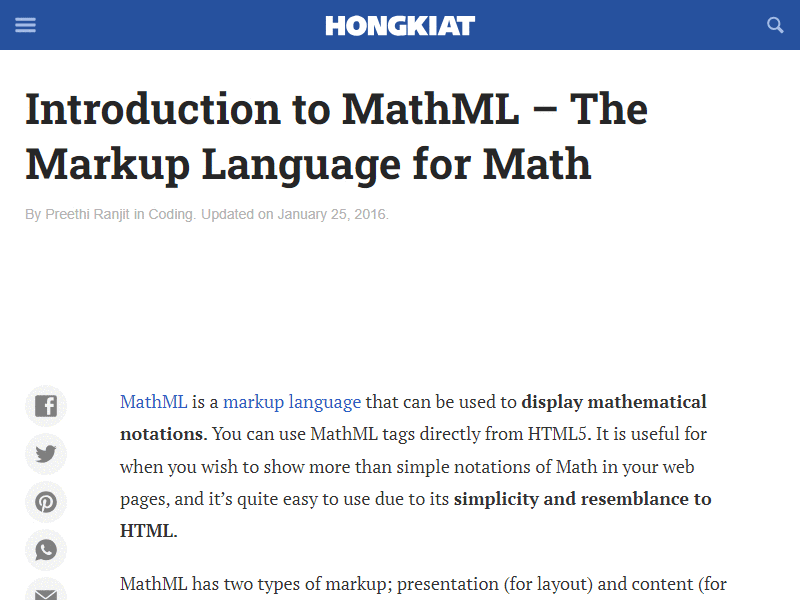 HONGKIAT
Introduction to MathML – The
Markup Language for Math
By Preethi Ranjit in Coding. Updated on January 25, 2016.
MathML is a markup language that can be used to display mathematical
notations. You can use MathML tags directly from HTML5. It is useful for
when you wish to show more than simple notations of Math in your web
pages, and it’s quite easy to use due to its simplicity and resemblance to
HTML.
MathML has two types of markup; presentation (for layout) and content (for